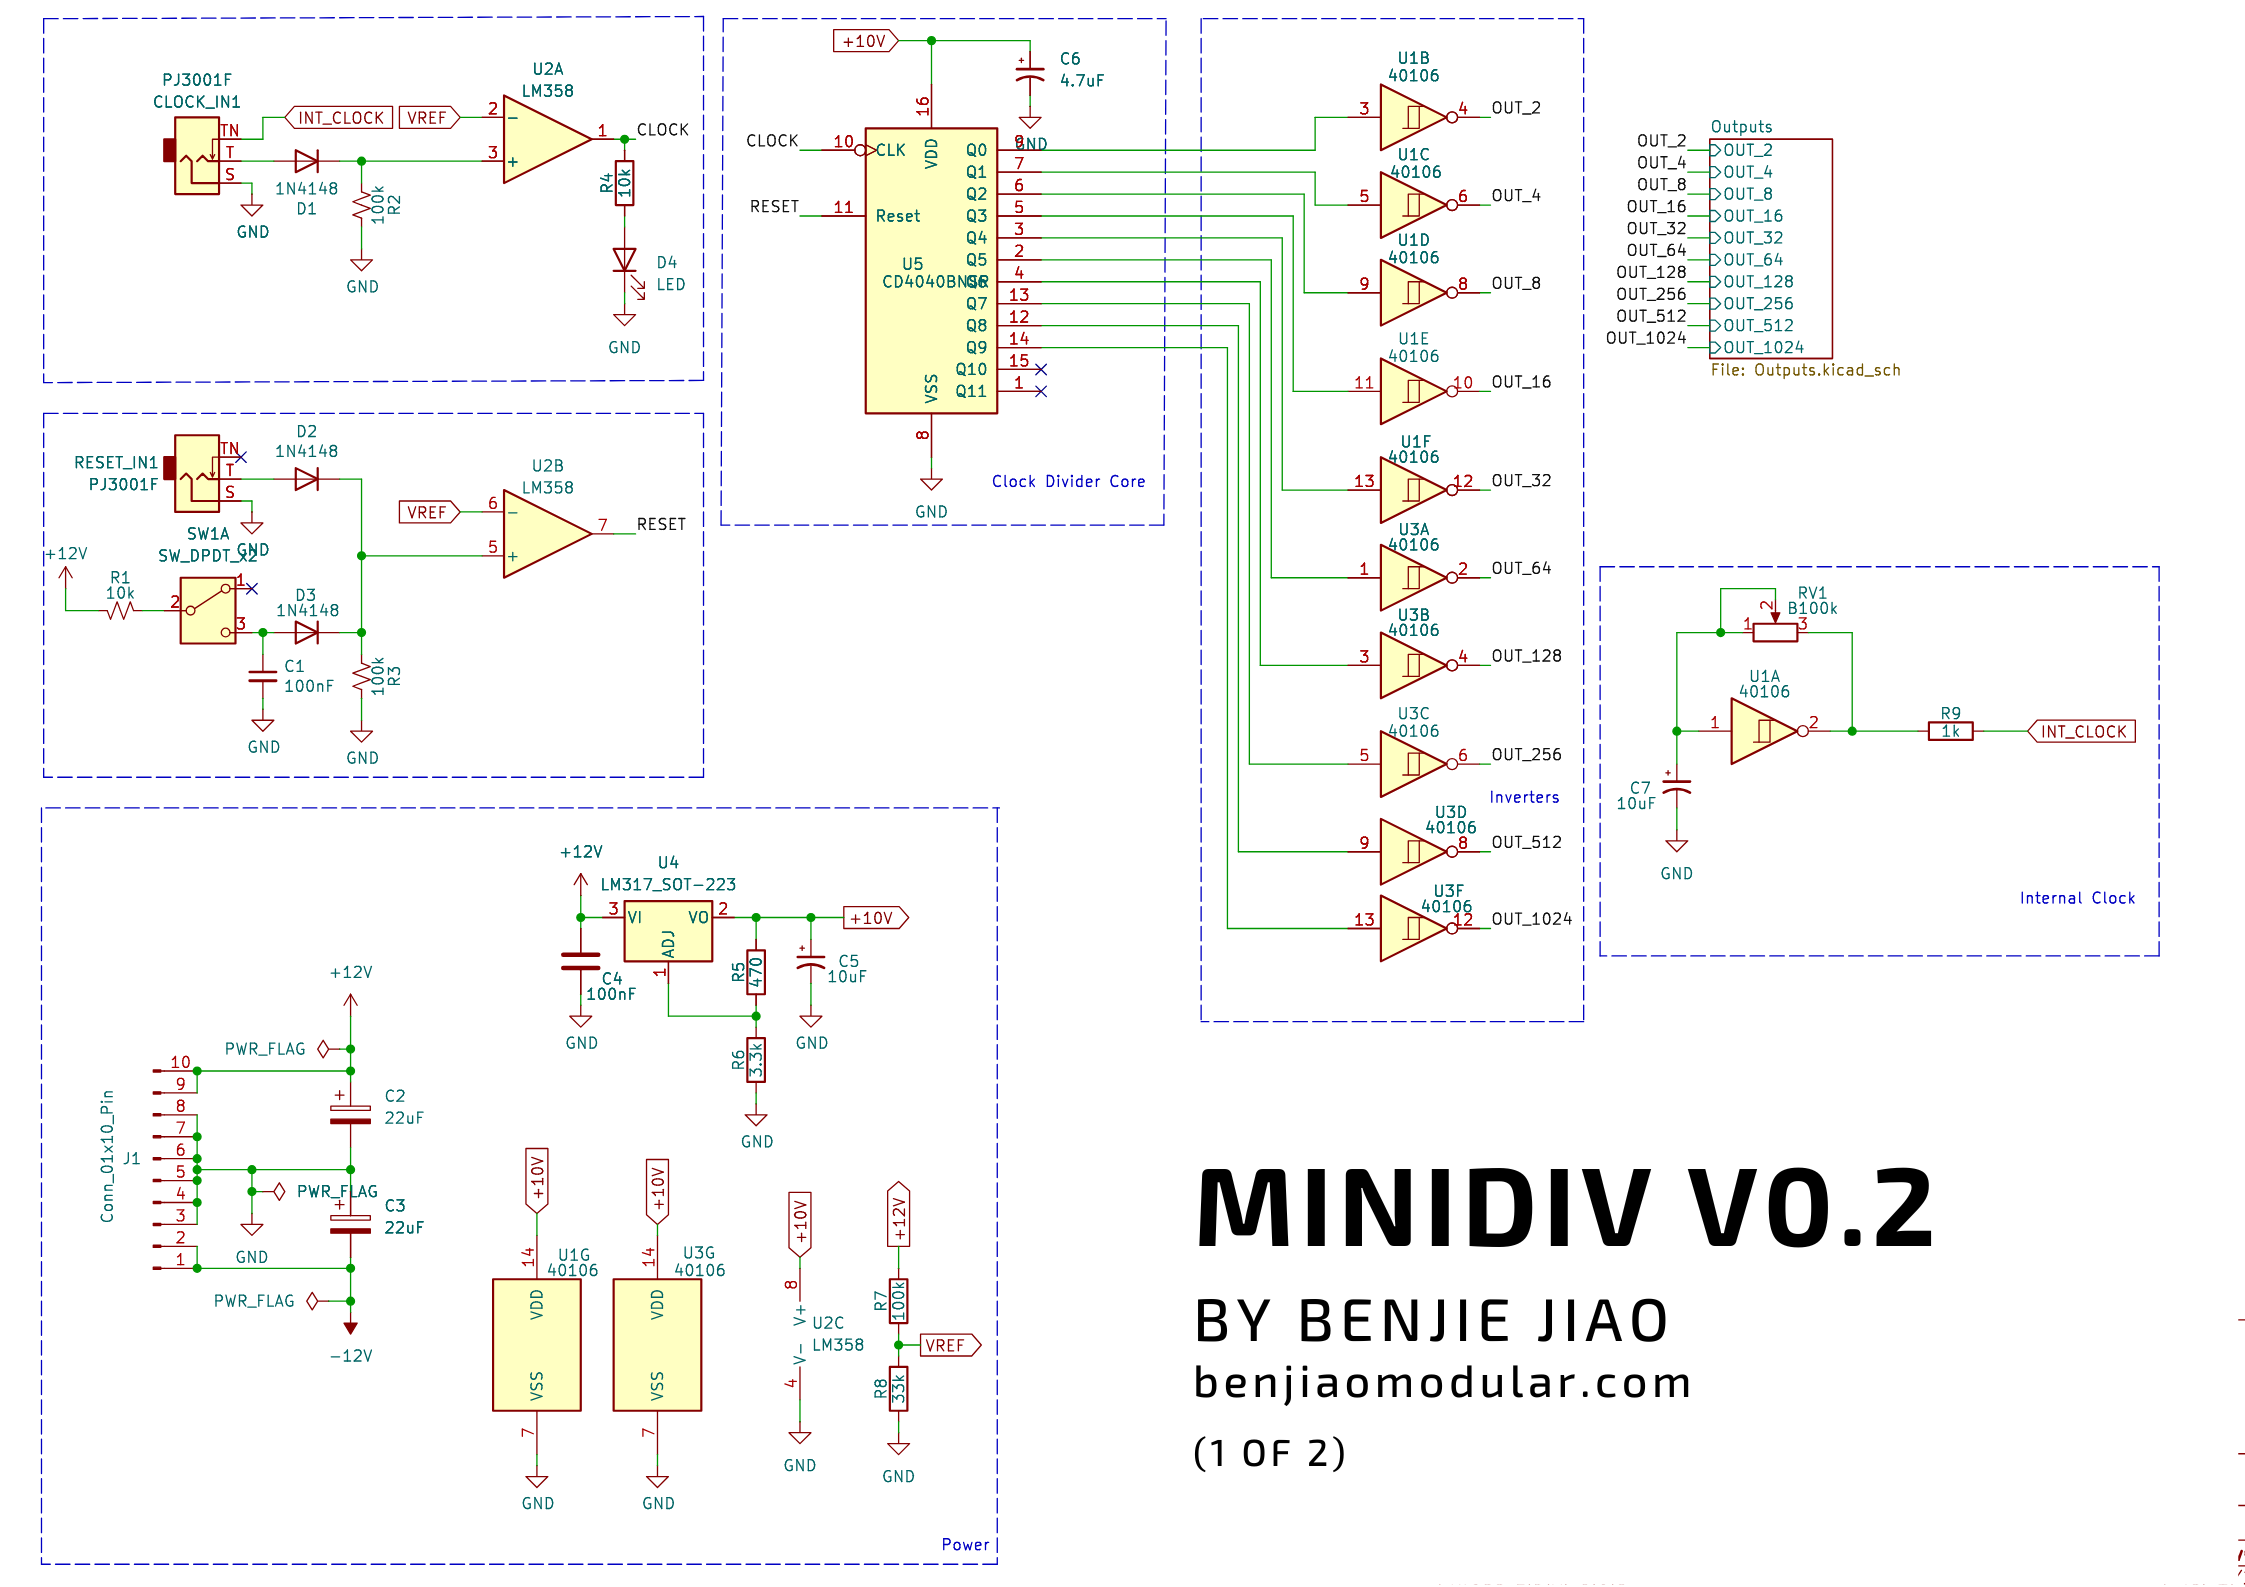 PJ3001F
CLOCK_IN1
TN
T
S
INT_CLOCK
VREF
1N4148
D1
GND
100k
R2
GND
U2A
LM358
2
3
1
−
+
CLOCK
R4
10k
D4
LED
GND
+10V
C6
4.7uF
GND
16
CLOCK
10
CLK
VDD
RESET
11
Reset
U5
CD4040BNSR
VSS
8
GND
Q0 9
Q1 7
Q2 6
Q3 5
Q4 3
Q5 2
Q6 4
Q7 13
Q8 12
Q9 14
Q10 15
Q11 1
Clock Divider Core
U1B
40106
3 4 OUT_2
U1C
40106
5 6 OUT_4
U1D
40106
9 8 OUT_8
U1E
40106
11 10 OUT_16
U1F
40106
13 12 OUT_32
U3A
40106
1 2 OUT_64
U3B
40106
3 4 OUT_128
U3C
40106
5 6 OUT_256
Inverters
U3D
40106
9 8 OUT_512
U3F
40106
13 12 OUT_1024
Outputs
OUT_2 OUT_2
OUT_4 OUT_4
OUT_8 OUT_8
OUT_16 OUT_16
OUT_32 OUT_32
OUT_64 OUT_64
OUT_128 OUT_128
OUT_256 OUT_256
OUT_512 OUT_512
OUT_1024 OUT_1024
File: Outputs.kicad_sch
RESET_IN1
PJ3001F
TN
T
S
GND
D2
1N4148
SW1A
SW_DPDT_x2
+12V
R1
10k
2
1
3
D3
1N4148
C1
100nF
GND
100k
R3
GND
VREF
U2B
LM358
6
5
7
−
+
RESET
RV1
B100k
1
2
3
U1A
40106
1
2
R9
1k
INT_CLOCK
C7
10uF
GND
Internal Clock
+12V
U4
LM317_SOT-223
3 VI
VO 2
ADJ
1
+10V
C4
100nF
GND
R5
470
C5
10uF
GND
R6
3.3k
GND
+12V
PWR_FLAG
Conn_01x10_Pin
J1
10
9
8
7
6
5
4
3
2
1
C2
22uF
PWR_FLAG
GND
C3
22uF
PWR_FLAG
-12V
+10V
14
U1G
40106
VDD
VSS
7
GND
+10V
14
U3G
40106
VDD
VSS
7
GND
+10V
8
V+
U2C
LM358
V-
4
GND
+12V
R7
100k
VREF
R8
33k
GND
Power
MINIDIV V0.2
BY BENJIE JIAO
benjiaomodular.com
(1 OF 2)